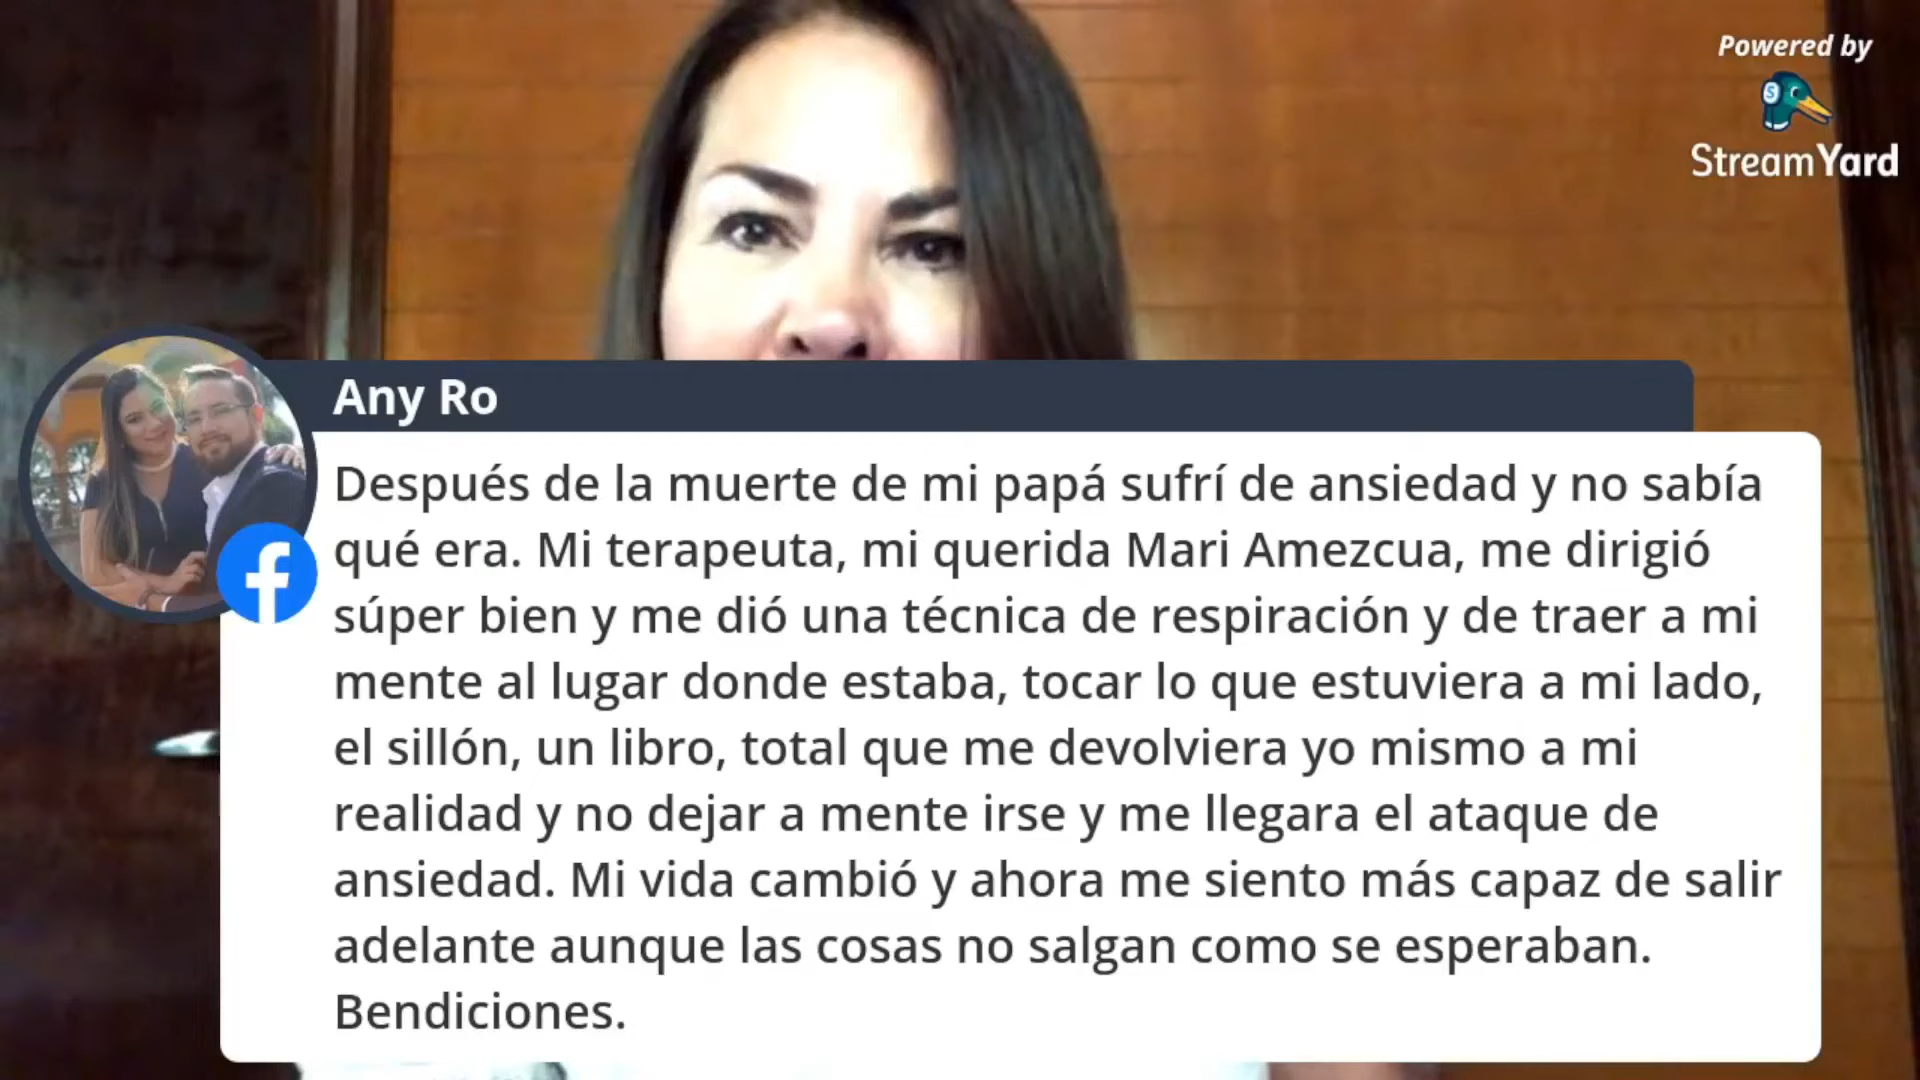 Powered by
StreamYard
Any Ro
Después de la muerte de mi papá sufrí de ansiedad y no sabía
qué era. Mi terapeuta, mi querida Mari Amezcua, me dirigió
súper bien y me dió una técnica de respiración y de traer a mi
mente al lugar donde estaba, tocar lo que estuviera a mi lado,
el sillón, un libro, total que me devolviera yo mismo a mi
realidad y no dejar a mente irse y me llegara el ataque de
ansiedad. Mi vida cambió y ahora me siento más capaz de salir
adelante aunque las cosas no salgan como se esperaban.
Bendiciones.